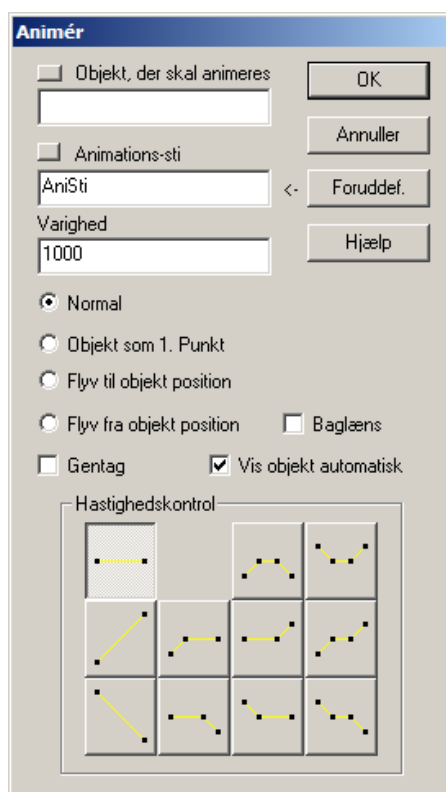 Animér
Objekt, der skal animeres
OK
Annuller
Animations-sti
AniSti
<-
Foruddef.
Varighed
1000
Hjælp
Normal
Objekt som 1. Punkt
Flyv til objekt position
Flyv fra objekt position
Baglæns
Gentag
Vis objekt automatisk
Hastighedskontrol